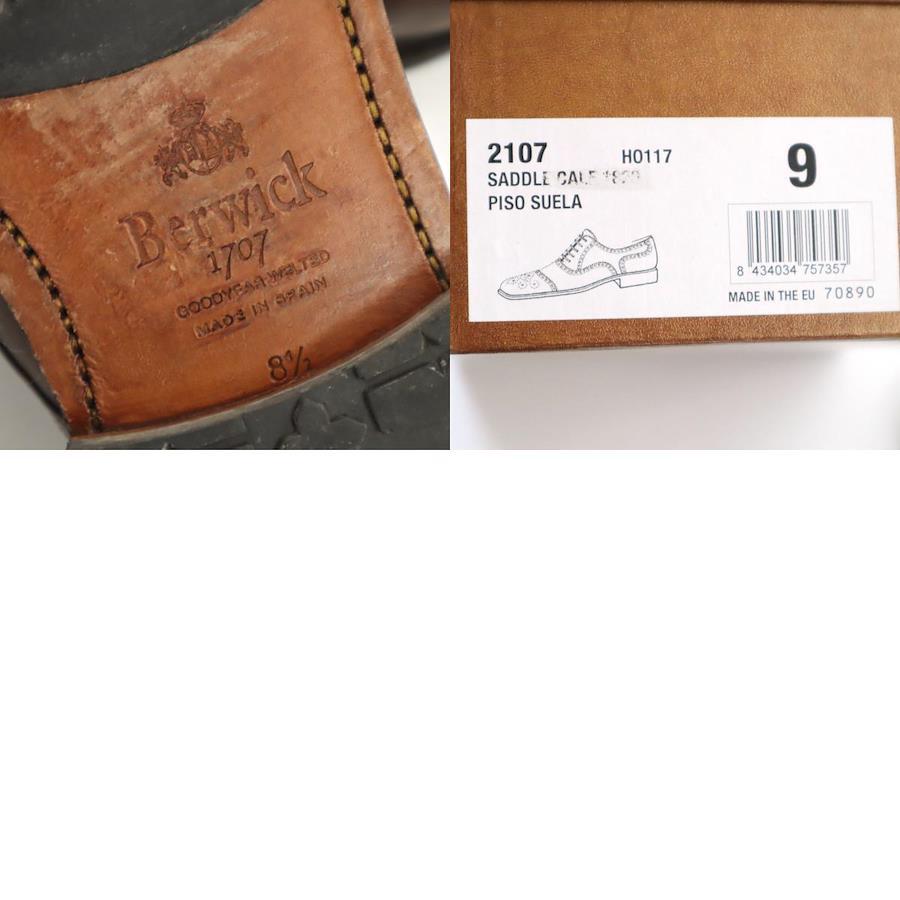 Berwick
1707
GOODYEAR WELTED
MADE IN SPAIN
8½
2107 HO117 9
SADDLE CALF
PISO SUELA
8 434034 757357
MADE IN THE EU 70890